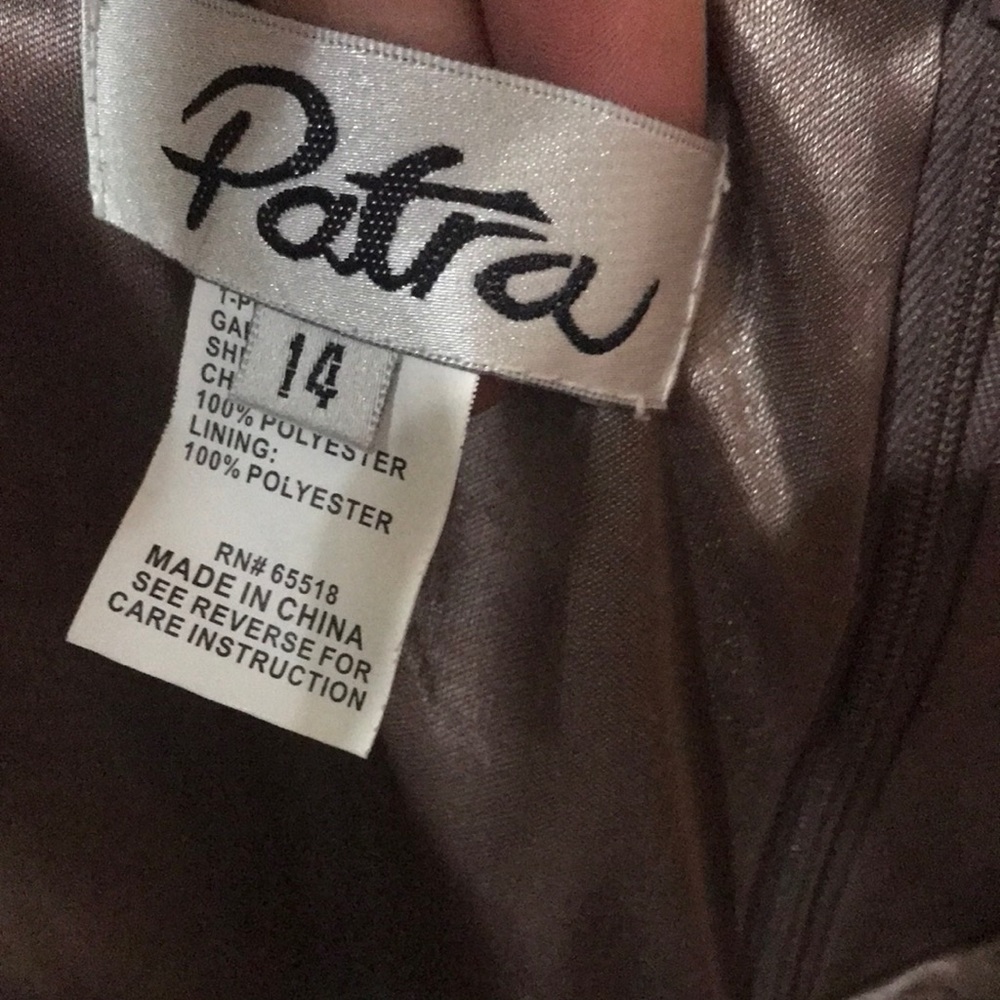 Patra
14
100% POLYESTER
LINING:
100% POLYESTER
RN# 65518
MADE IN CHINA
SEE REVERSE FOR
CARE INSTRUCTION